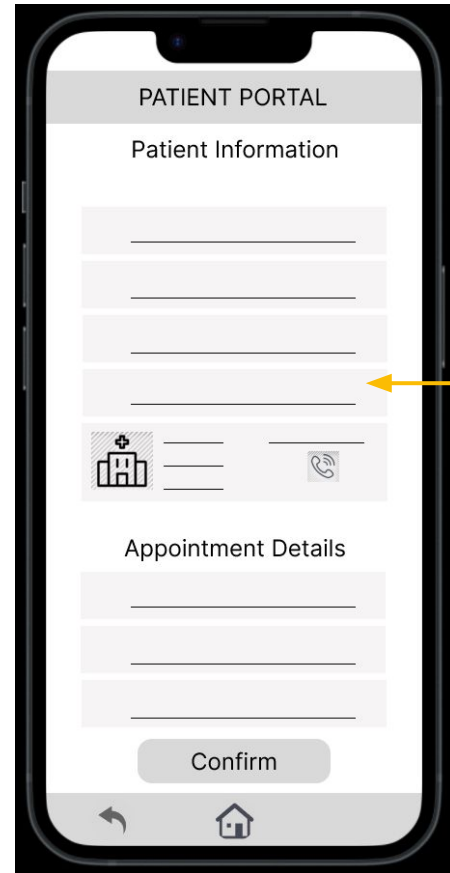 PATIENT PORTAL
Patient Information
Appointment Details
Confirm